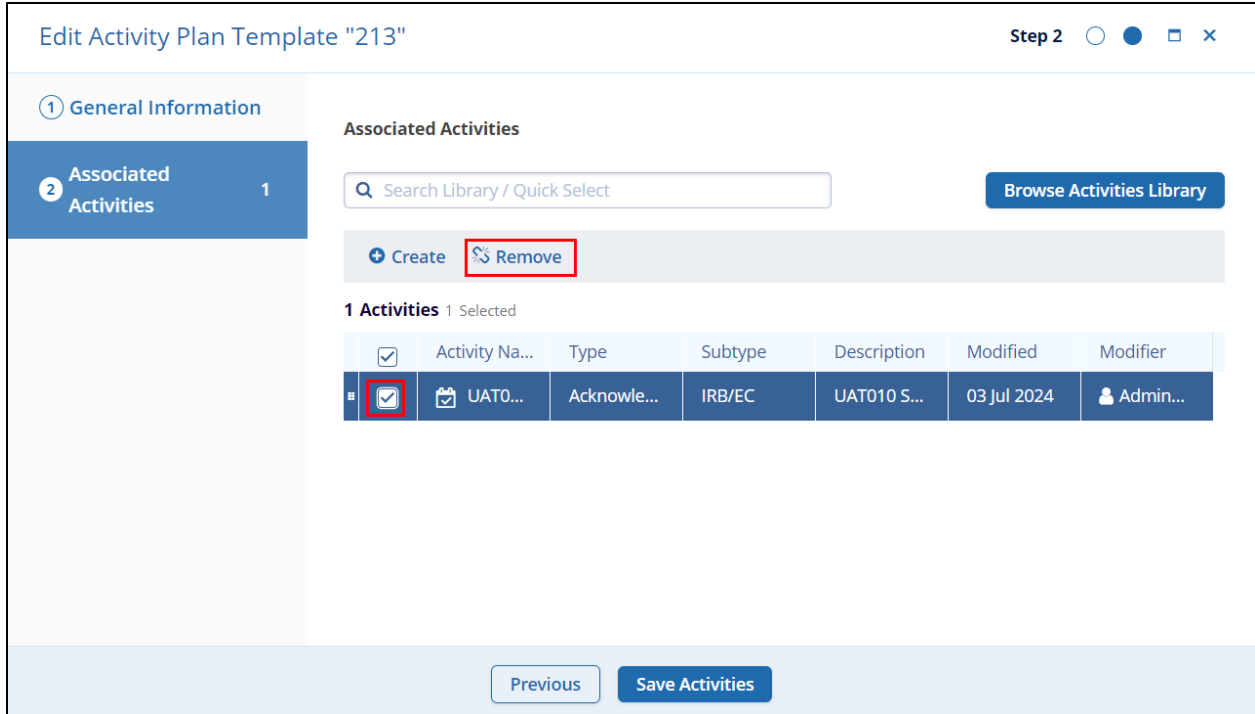 Edit Activity Plan Template "213"
Step 2
1 General Information
2 Associated Activities 1
Associated Activities
Search Library / Quick Select
Browse Activities Library
Create Remove
1 Activities 1 Selected
Activity Na... Type Subtype Description Modified Modifier
UAT0... Acknowle... IRB/EC UAT010 S... 03 Jul 2024 Admin...
Previous Save Activities